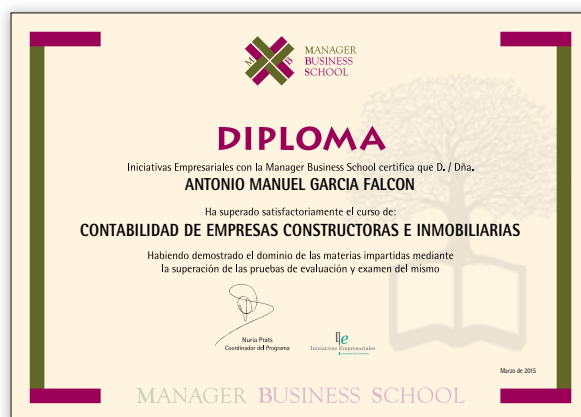 M B
MANAGER
BUSINESS
SCHOOL
DIPLOMA
Iniciativas Empresariales con la Manager Business School certifica que D. / Dña.
ANTONIO MANUEL GARCIA FALCON
Ha superado satisfactoriamente el curso de:
CONTABILIDAD DE EMPRESAS CONSTRUCTORAS E INMOBILIARIAS
Habiendo demostrado el dominio de las materias impartidas mediante
la superación de las pruebas de evaluación y examen del mismo
Nuria Prats
Coordinador del Programa
Ie
Iniciativas Empresariales
Marzo de 2015
MANAGER BUSINESS SCHOOL